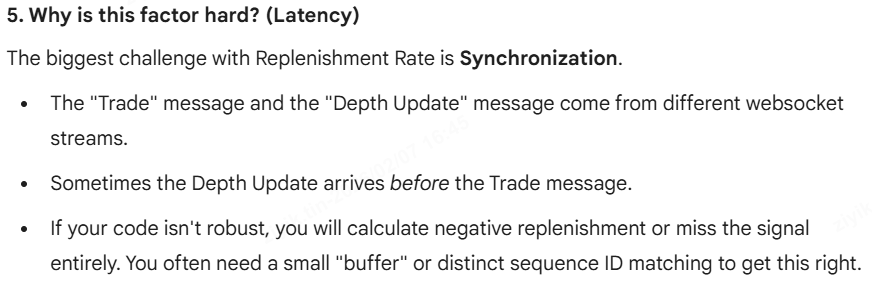 5. Why is this factor hard? (Latency)
The biggest challenge with Replenishment Rate is Synchronization.
• The "Trade" message and the "Depth Update" message come from different websocket
streams.
• Sometimes the Depth Update arrives before the Trade message.
• If your code isn't robust, you will calculate negative replenishment or miss the signal
entirely. You often need a small "buffer" or distinct sequence ID matching to get this right.